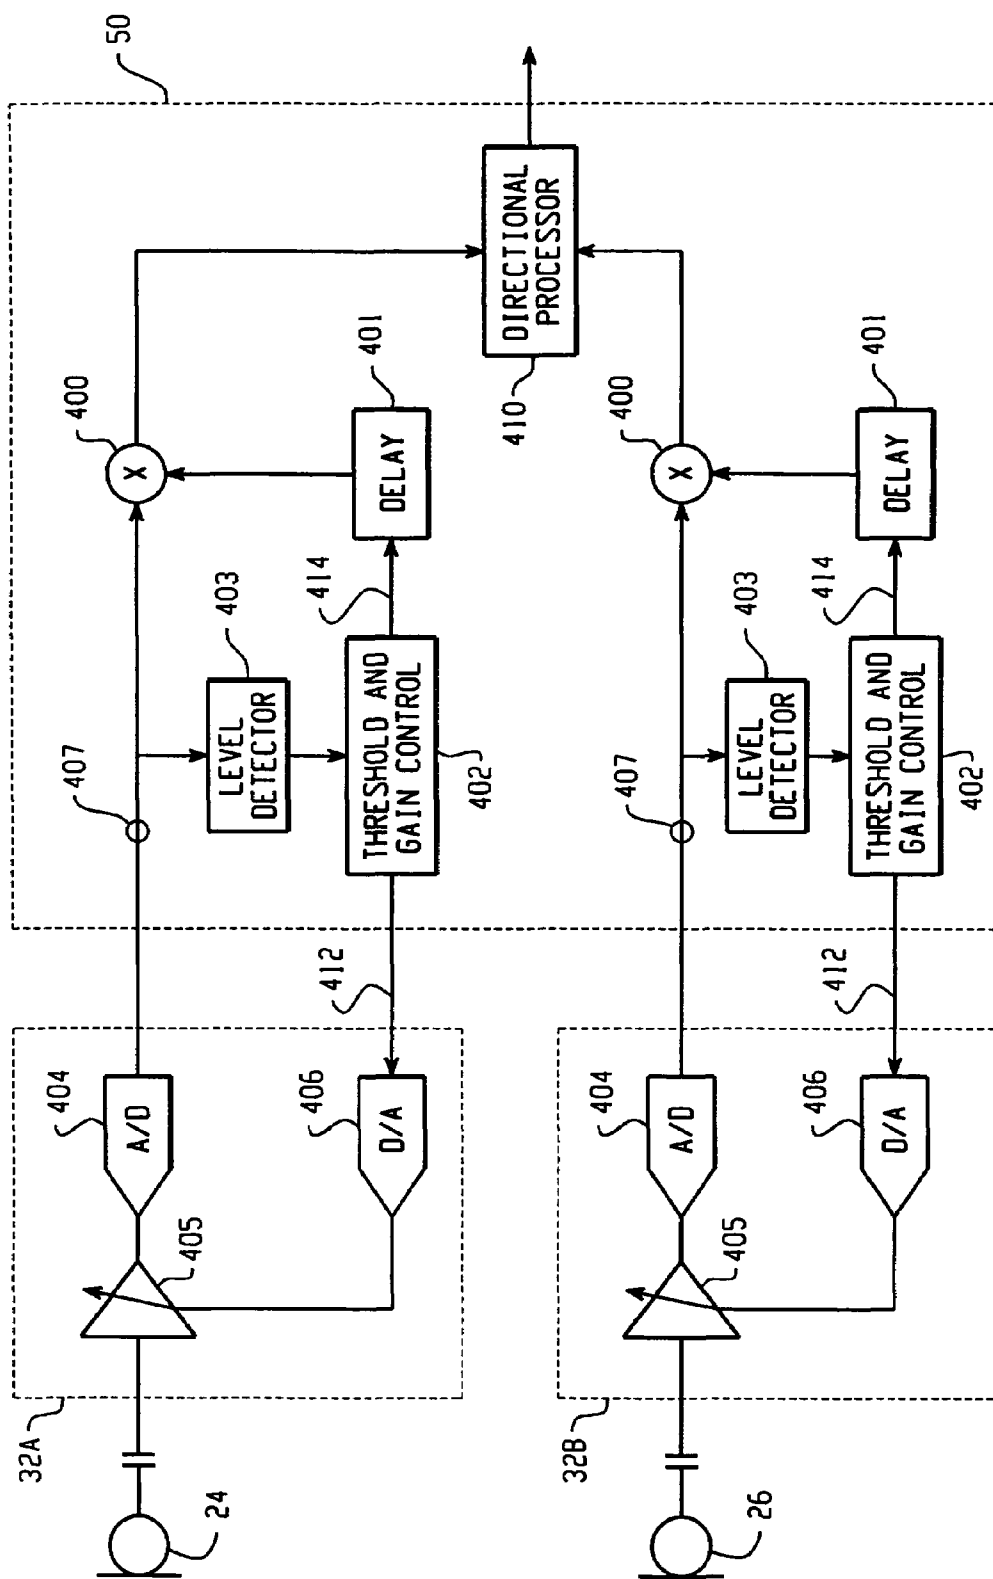 50
DIRECTIONAL
PROCESSOR
410
400
401
DELAY
414
403
LEVEL
DETECTOR
407
THRESHOLD AND
GAIN CONTROL
402
412
404
A/D
406
D/A
405
32A
24
400
401
DELAY
414
403
LEVEL
DETECTOR
407
THRESHOLD AND
GAIN CONTROL
402
412
404
A/D
406
D/A
405
32B
26
X
X